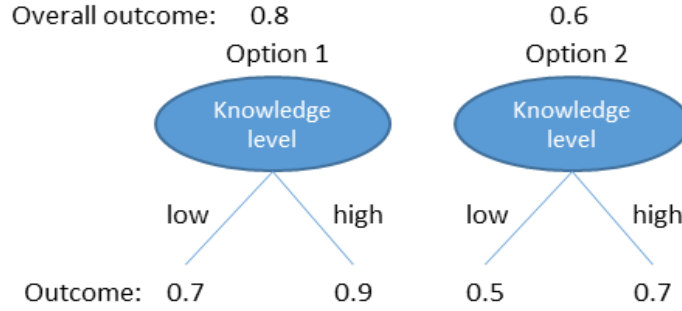 Overall outcome: 0.8 0.6
Option 1 Option 2
Knowledge level Knowledge level
low high low high
Outcome: 0.7 0.9 0.5 0.7